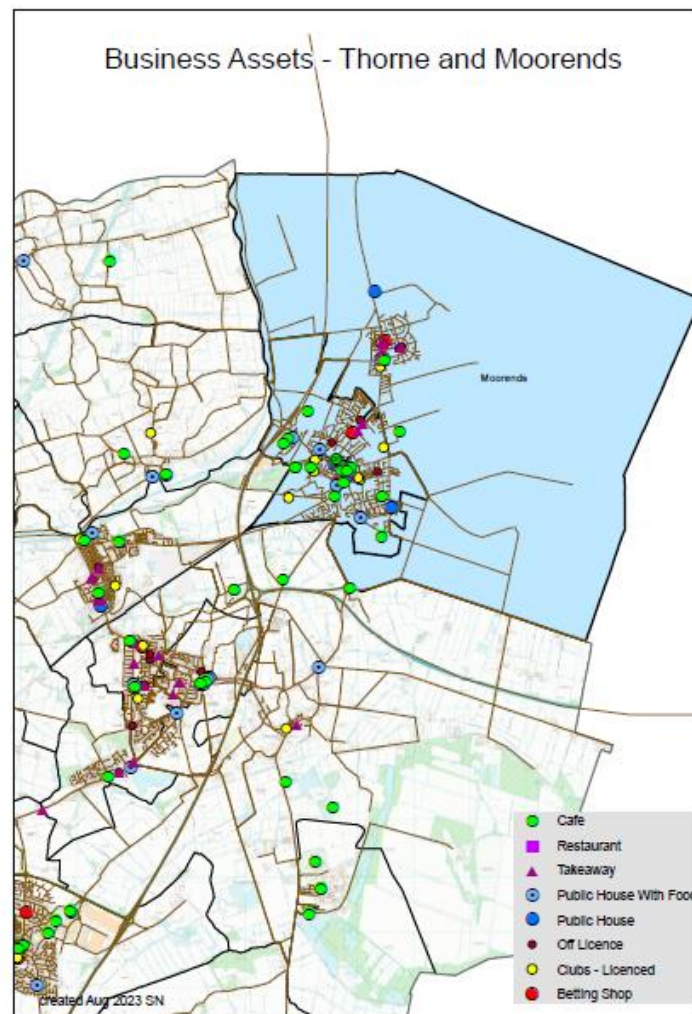 Business Assets - Thorne and Moorends
Moorends
Cafe
Restaurant
Takeaway
Public House With Food
Public House
Off Licence
Clubs - Licenced
Betting Shop
created Aug 2023 SN